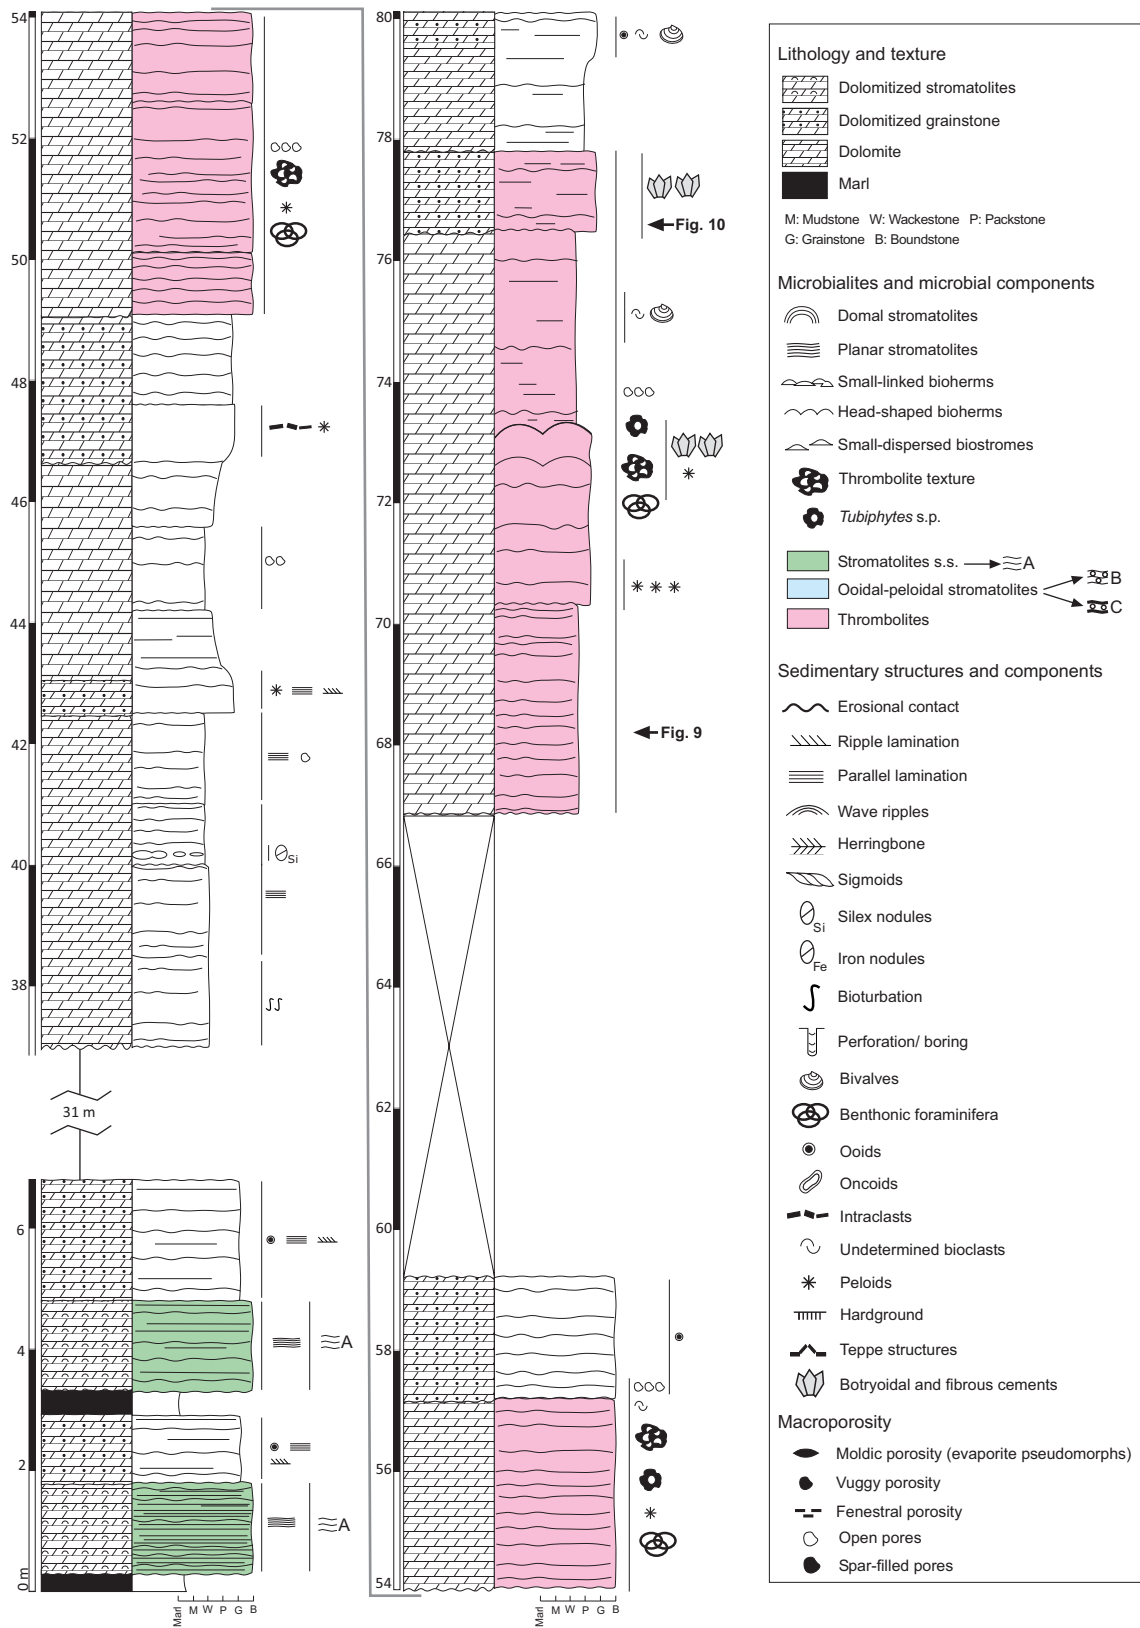 54
52
50
48
46
44
42
40
38
Si
31 m
6
4
2
0 m
A
A
Marl M W P G B
80
78
76
74
72
70
68
66
64
62
60
58
56
54
Fig. 10
Fig. 9
Marl M W P G B
Lithology and texture
Dolomitized stromatolites
Dolomitized grainstone
Dolomite
Marl
M: Mudstone W: Wackestone P: Packstone
G: Grainstone B: Boundstone
Microbialites and microbial components
Domal stromatolites
Planar stromatolites
Small-linked bioherms
Head-shaped bioherms
Small-dispersed biostromes
Thrombolite texture
Tubiphytes s.p.
Stromatolites s.s. A
Ooidal-peloidal stromatolites B
C
Thrombolites
Sedimentary structures and components
Erosional contact
Ripple lamination
Parallel lamination
Wave ripples
Herringbone
Sigmoids
Si Silex nodules
Fe Iron nodules
Bioturbation
Perforation/ boring
Bivalves
Benthonic foraminifera
Ooids
Oncoids
Intraclasts
Undetermined bioclasts
Peloids
Hardground
Teppe structures
Botryoidal and fibrous cements
Macroporosity
Moldic porosity (evaporite pseudomorphs)
Vuggy porosity
Fenestral porosity
Open pores
Spar-filled pores